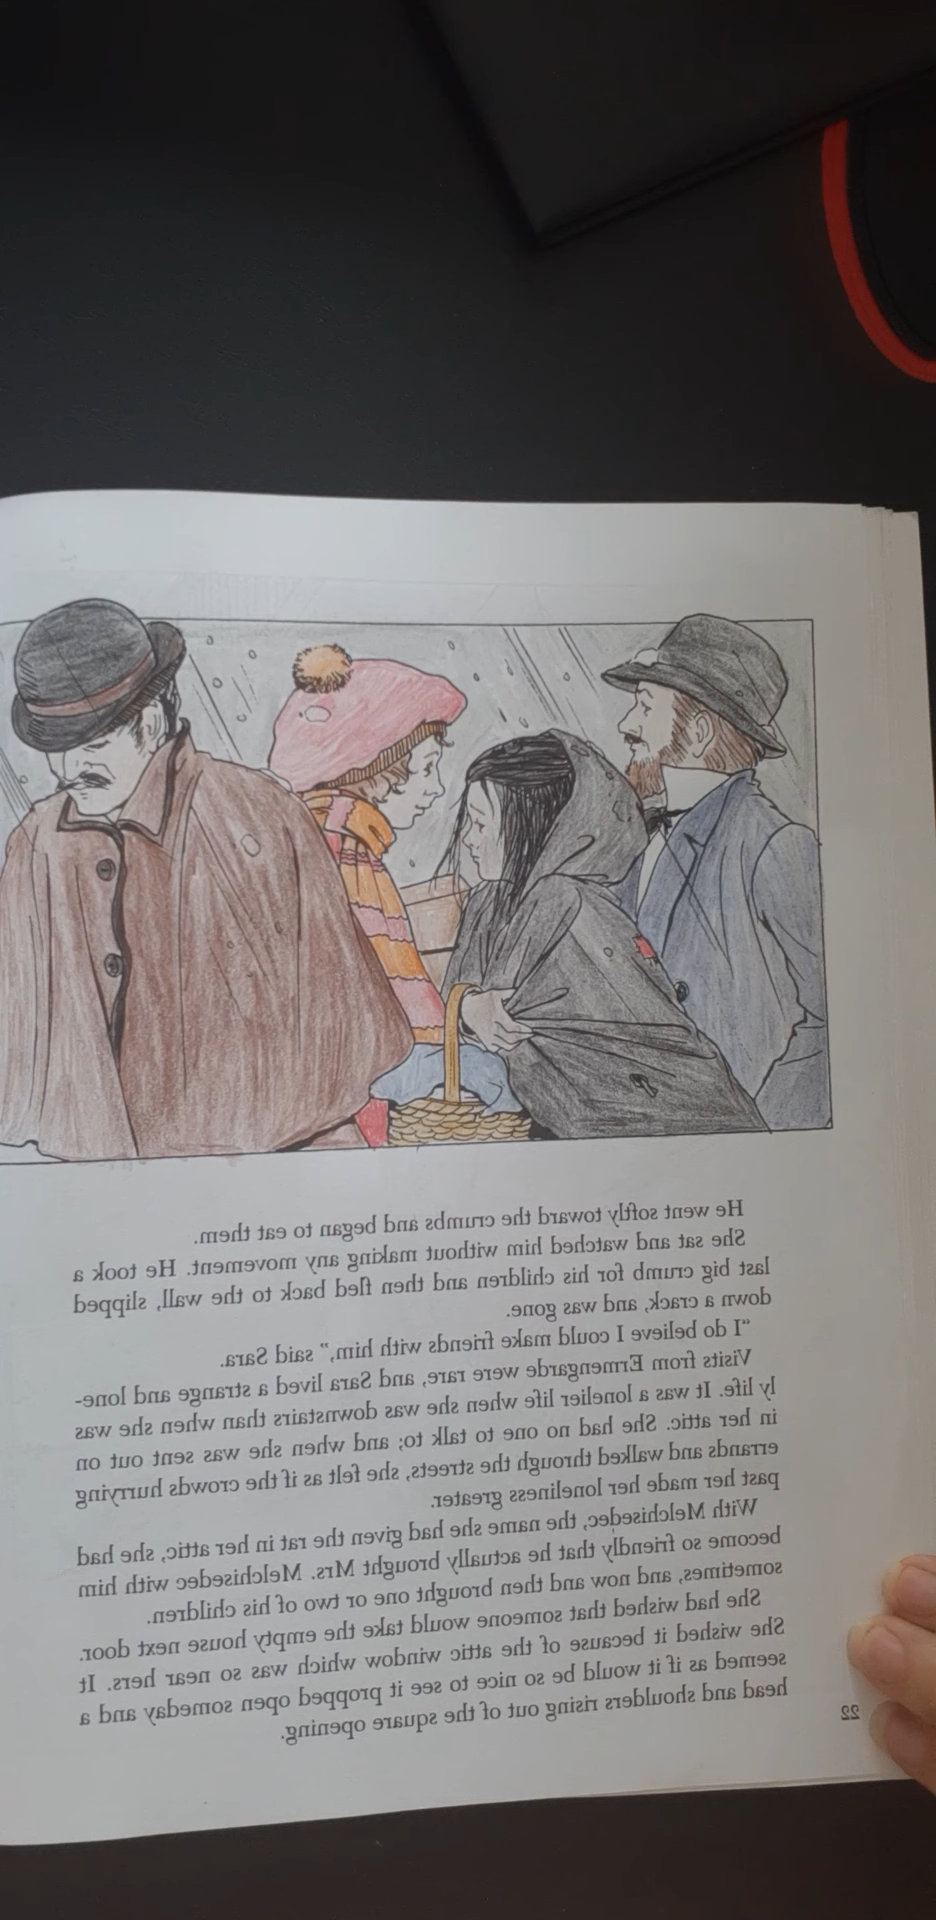 He went softly toward the crumbs and began to eat them.
She sat and watched him without making any movement. He took a
last big crumb for his children and then fled back to the wall, slipped
down a crack, and was gone.
“I do believe I could make friends with him,” said Sara.
Visits from Ermengarde were rare, and Sara lived a strange and lone-
ly life. It was a lonelier life when she was downstairs than when she was
in her attic. She had no one to talk to; and when she was sent out on
errands and walked through the streets, she felt as if the crowds hurrying
past her made her loneliness greater.
With Melchisedec, the name she had given the rat in her attic, she had
become so friendly that he actually brought Mrs. Melchisedec with him
sometimes, and now and then brought one or two of his children.
She had wished that someone would take the empty house next door.
She wished it because of the attic window which was so near hers. It
seemed as if it would be so nice to see it propped open someday and a
head and shoulders rising out of the square opening.
22